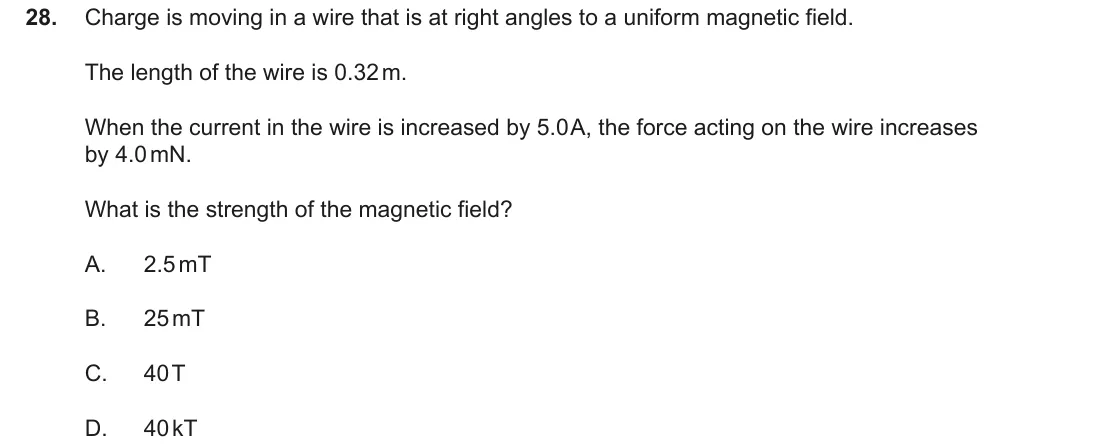 28. Charge is moving in a wire that is at right angles to a uniform magnetic field.
The length of the wire is 0.32 m.
When the current in the wire is increased by 5.0 A, the force acting on the wire increases
by 4.0 mN.
What is the strength of the magnetic field?
A. 2.5 mT
B. 25 mT
C. 40 T
D. 40 kT